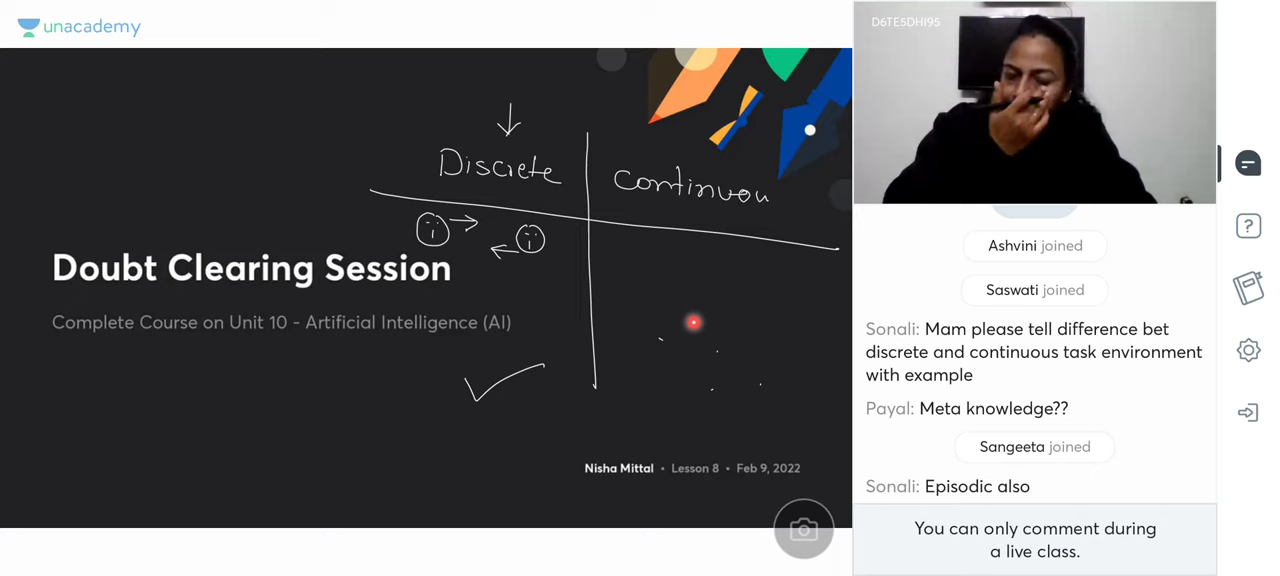 unacademy
Discrete
Continuou
Doubt Clearing Session
Complete Course on Unit 10 - Artificial Intelligence (AI)
Nisha Mittal • Lesson 8 • Feb 9, 2022
D6TE5DHI95
Ashvini joined
Saswati joined
Sonali: Mam please tell difference bet
discrete and continuous task environment
with example
Payal: Meta knowledge??
Sangeeta joined
Sonali: Episodic also
You can only comment during
a live class.